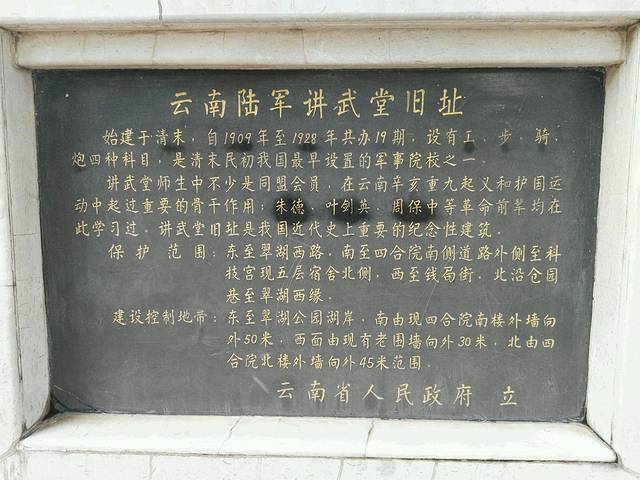 云南陆军讲武堂旧址
始建于清末，自1909年至1928年共办19期，设有工、步、骑、
炮四种科目，是清末民初我国最早设置的军事院校之一。
讲武堂师生中不少是同盟会员，在云南辛亥重九起义和护国运
动中起过重要的骨干作用；朱德、叶剑英、周保中等革命前辈均在
此学习过。讲武堂旧址是我国近代史上重要的纪念性建筑。
保护范围：东至翠湖西路，南至四合院南侧道路外侧至科
技宫现五层宿舍北侧，西至钱局街，北沿仓园
巷至翠湖西缘。
建设控制地带：东至翠湖公园湖岸，南由现四合院南楼外墙向
外50米，西面由现有老围墙向外30米，北由四
合院北楼外墙向外45米范围。
云南省人民政府 立